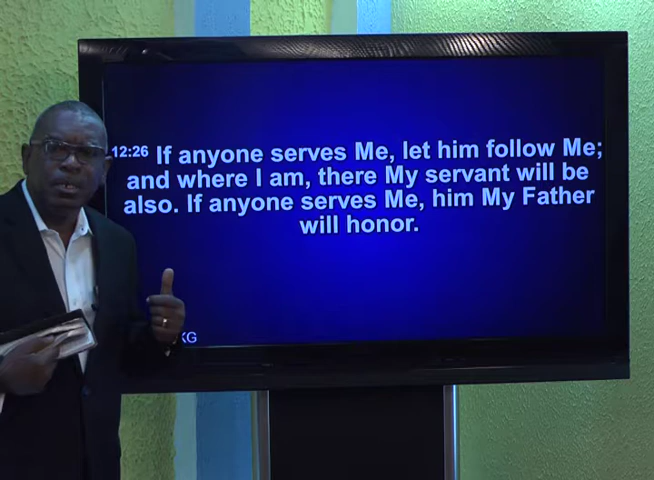 12:26 If anyone serves Me, let him follow Me;
and where I am, there My servant will be
also. If anyone serves Me, him My Father
will honor.
KG